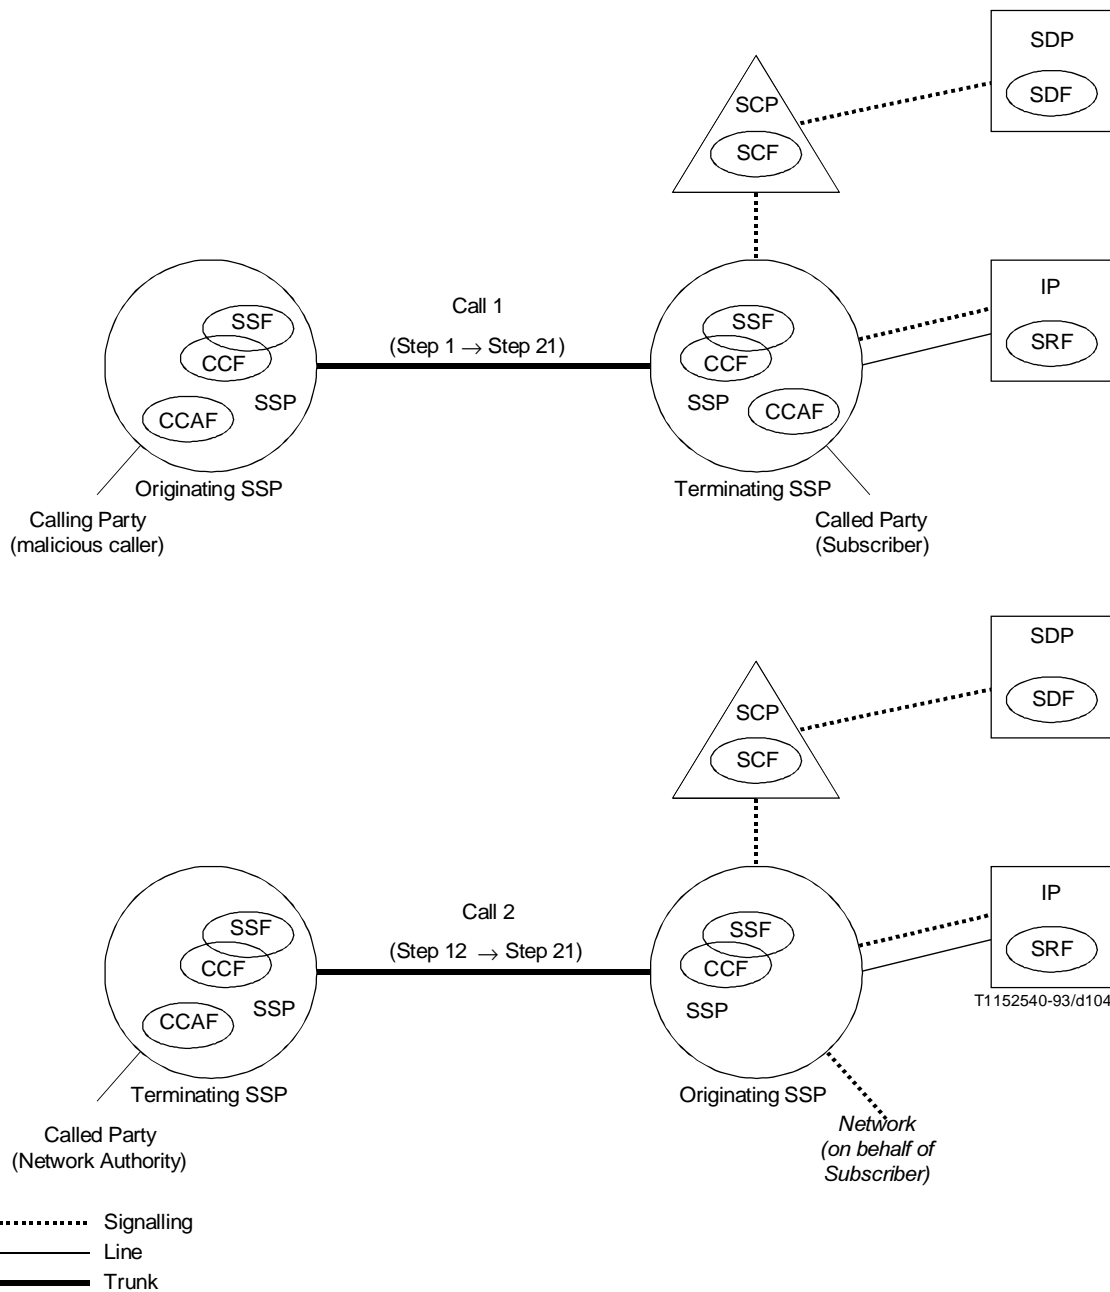 SDP
SDF
SCP
SCF
IP
SRF
Call 1
(Step 1 → Step 21)
SSF
CCF
SSP
CCAF
SSF
CCF
SSP
CCAF
Originating SSP
Terminating SSP
Calling Party
(malicious caller)
Called Party
(Subscriber)
SDP
SDF
SCP
SCF
IP
SRF
T1152540-93/d104
Call 2
(Step 12 → Step 21)
SSF
CCF
SSP
CCAF
SSF
CCF
SSP
Terminating SSP
Originating SSP
Called Party
(Network Authority)
Network
(on behalf of
Subscriber)
Signalling
Line
Trunk